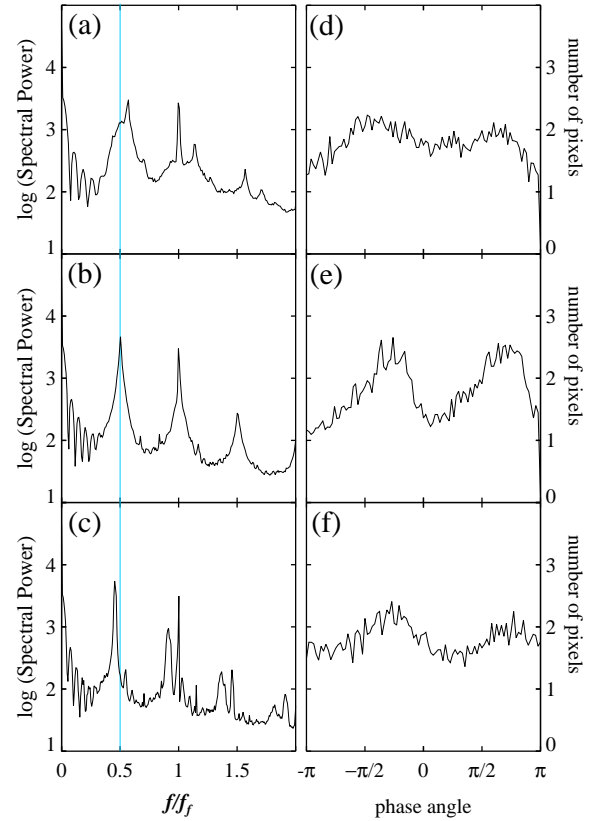 (a)
(d)
4
3
2
1
log (Spectral Power)
3
2
1
0
number of pixels
(b)
(e)
4
3
2
1
log (Spectral Power)
3
2
1
0
number of pixels
(c)
(f)
4
3
2
1
log (Spectral Power)
3
2
1
0
number of pixels
0 0.5 1 1.5
-π −π/2 0 π/2 π
f/f_f
phase angle